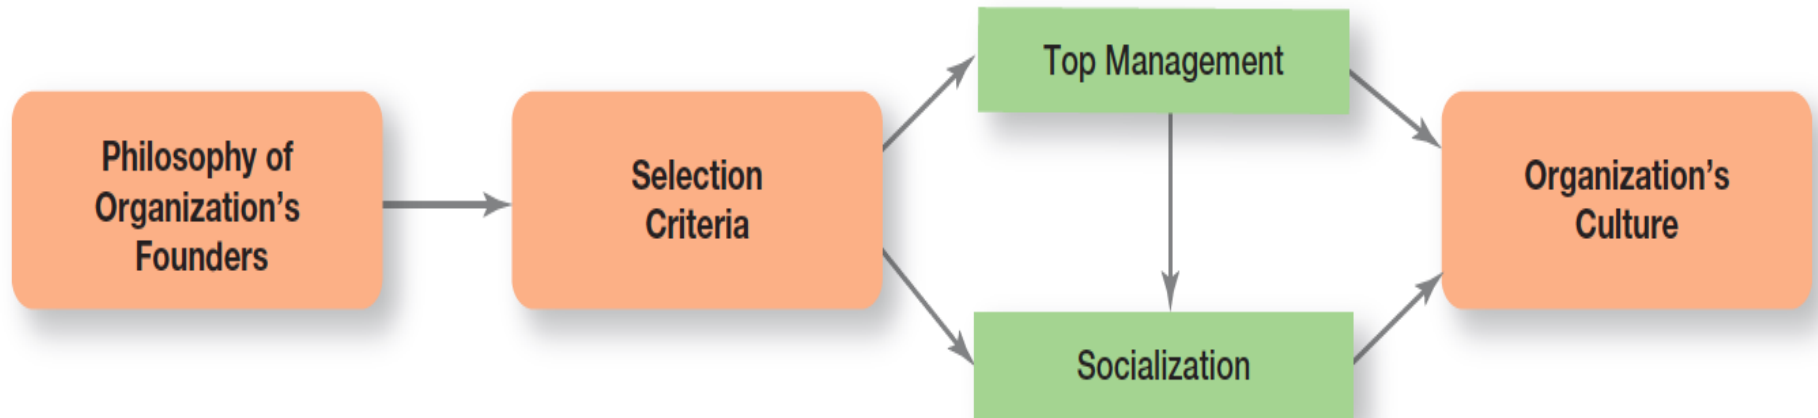 Philosophy of
Organization's
Founders
Selection
Criteria
Top Management
Socialization
Organization's
Culture